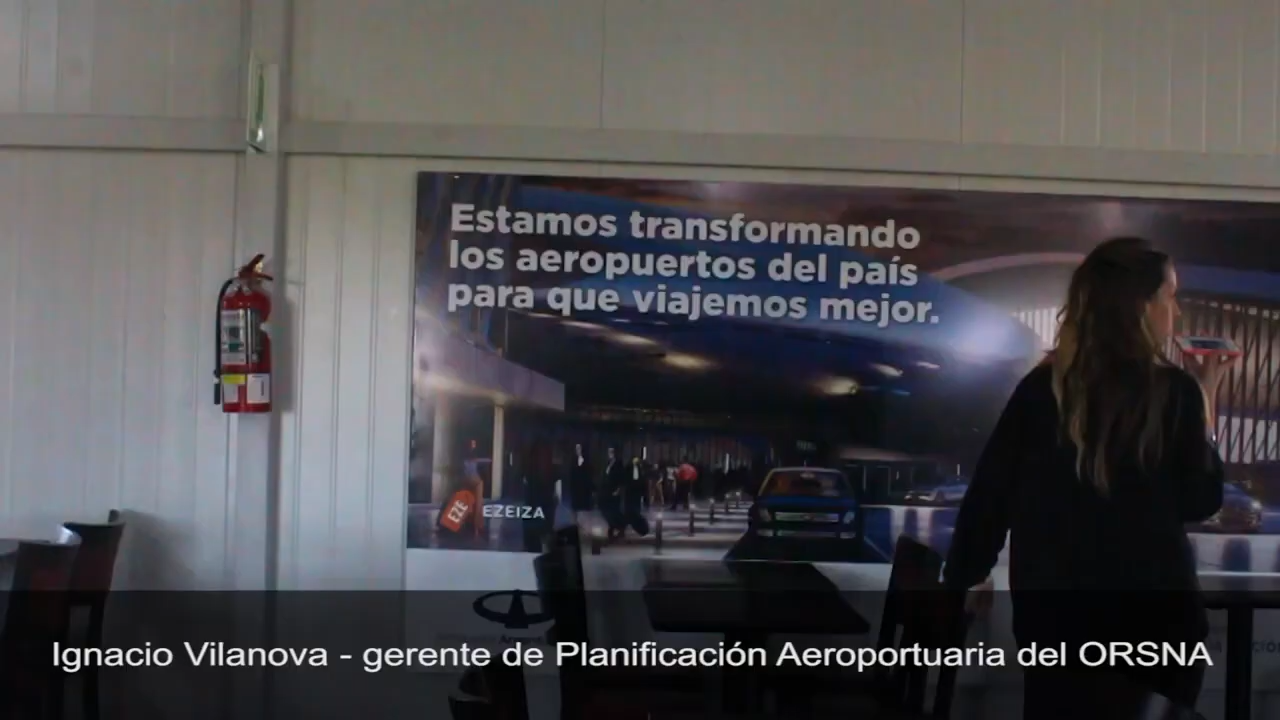 Estamos transformando
los aeropuertos del país
para que viajemos mejor.
EZE
EZEIZA
Ignacio Vilanova - gerente de Planificación Aeroportuaria del ORSNA